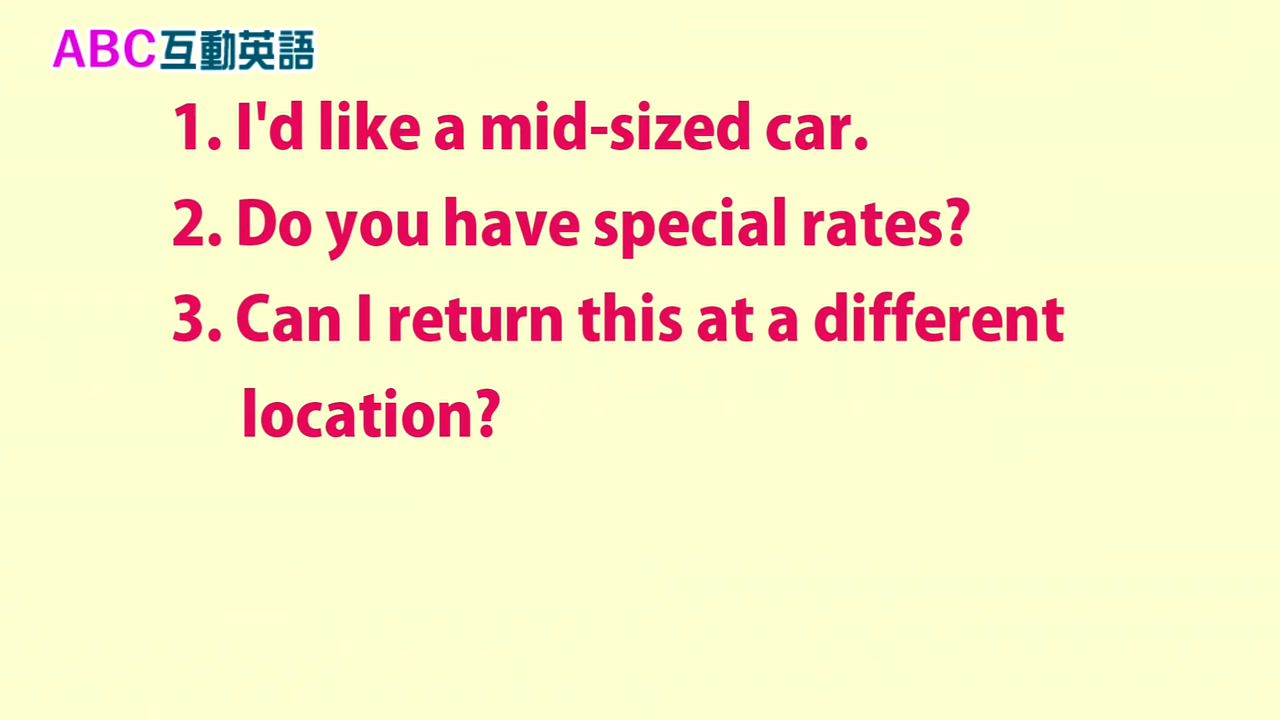 ABC互動英語
1. I'd like a mid-sized car.
2. Do you have special rates?
3. Can I return this at a different
location?